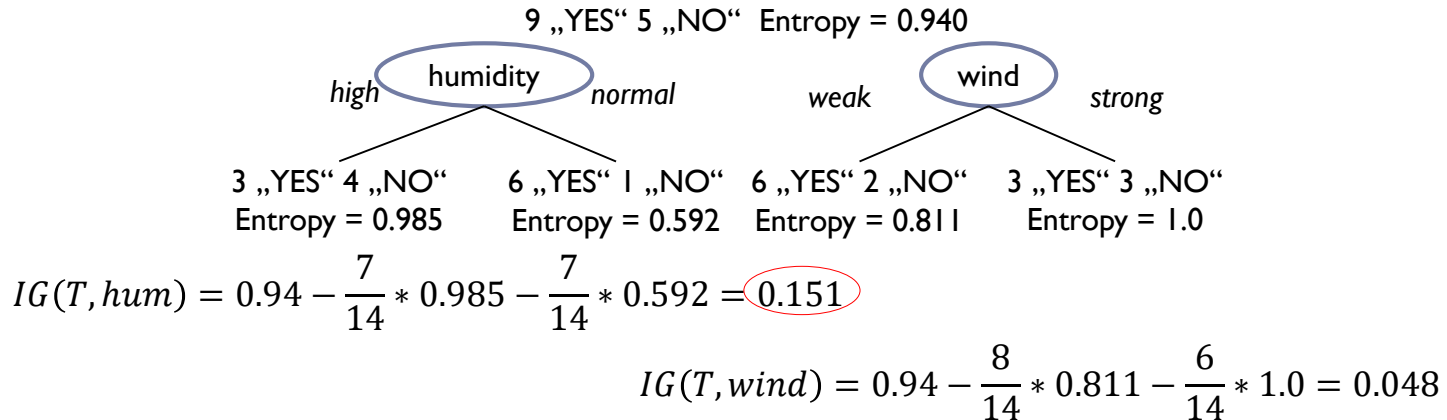 9 „YES“ 5 „NO“ Entropy = 0.940
humidity
wind
high
normal
weak
strong
3 „YES“ 4 „NO“
6 „YES“ 1 „NO“
6 „YES“ 2 „NO“
3 „YES“ 3 „NO“
Entropy = 0.985
Entropy = 0.592
Entropy = 0.811
Entropy = 1.0
IG(T, hum) = 0.94 − 7/14 * 0.985 − 7/14 * 0.592 = 0.151
IG(T, wind) = 0.94 − 8/14 * 0.811 − 6/14 * 1.0 = 0.048